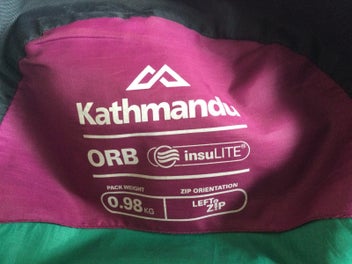 Kathmandu
ORB insuLITE
PACK WEIGHT ZIP ORIENTATION
0.98KG LEFT ZIP